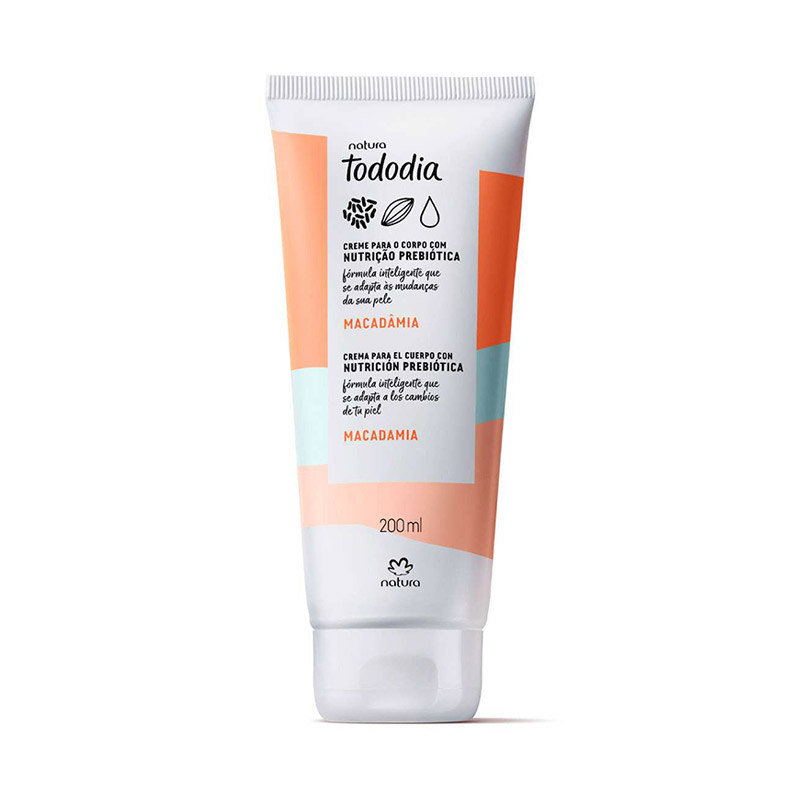 natura
Tododia
CREME PARA O CORPO COM
NUTRIÇÃO PREBIÓTICA
fórmula inteligente que
se adapta às mudanças
da sua pele
MACADÂMIA
CREMA PARA EL CUERPO CON
NUTRICIÓN PREBIÓTICA
fórmula inteligente que
se adapta a los cambios
de tu piel
MACADAMIA
200 ml
natura